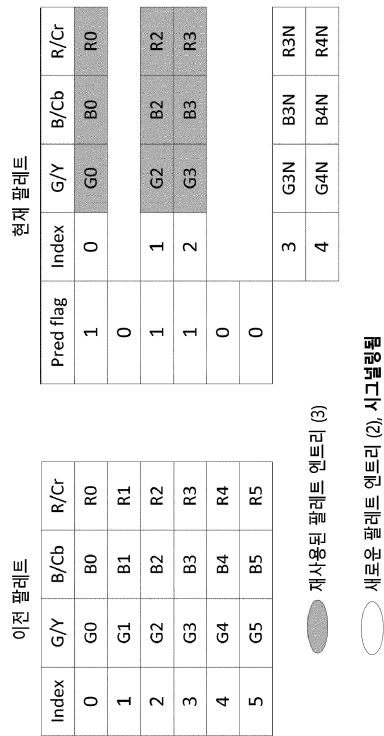 이전 팔레트
Index G/Y B/Cb R/Cr
0 G0 B0 R0
1 G1 B1 R1
2 G2 B2 R2
3 G3 B3 R3
4 G4 B4 R4
5 G5 B5 R5
현재 팔레트
Pred flag Index G/Y B/Cb R/Cr
1 0 G0 B0 R0
0
1 1 G2 B2 R2
1 2 G3 B3 R3
0
0
3 G3N B3N R3N
4 G4N B4N R4N
재사용된 팔레트 엔트리 (3)
새로운 팔레트 엔트리 (2), 시그널링됨